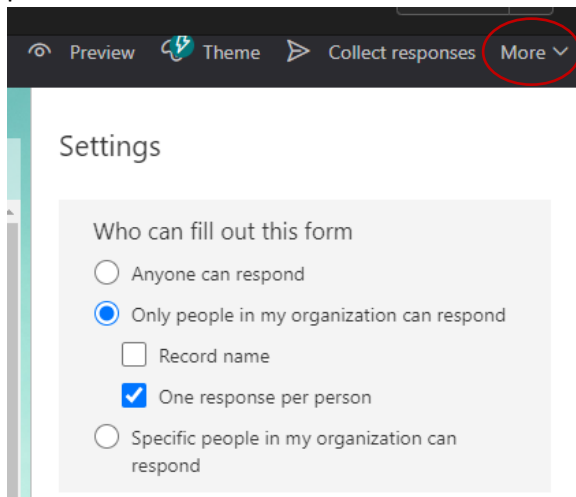 Preview Theme Collect responses More
Settings
Who can fill out this form
Anyone can respond
Only people in my organization can respond
Record name
One response per person
Specific people in my organization can
respond